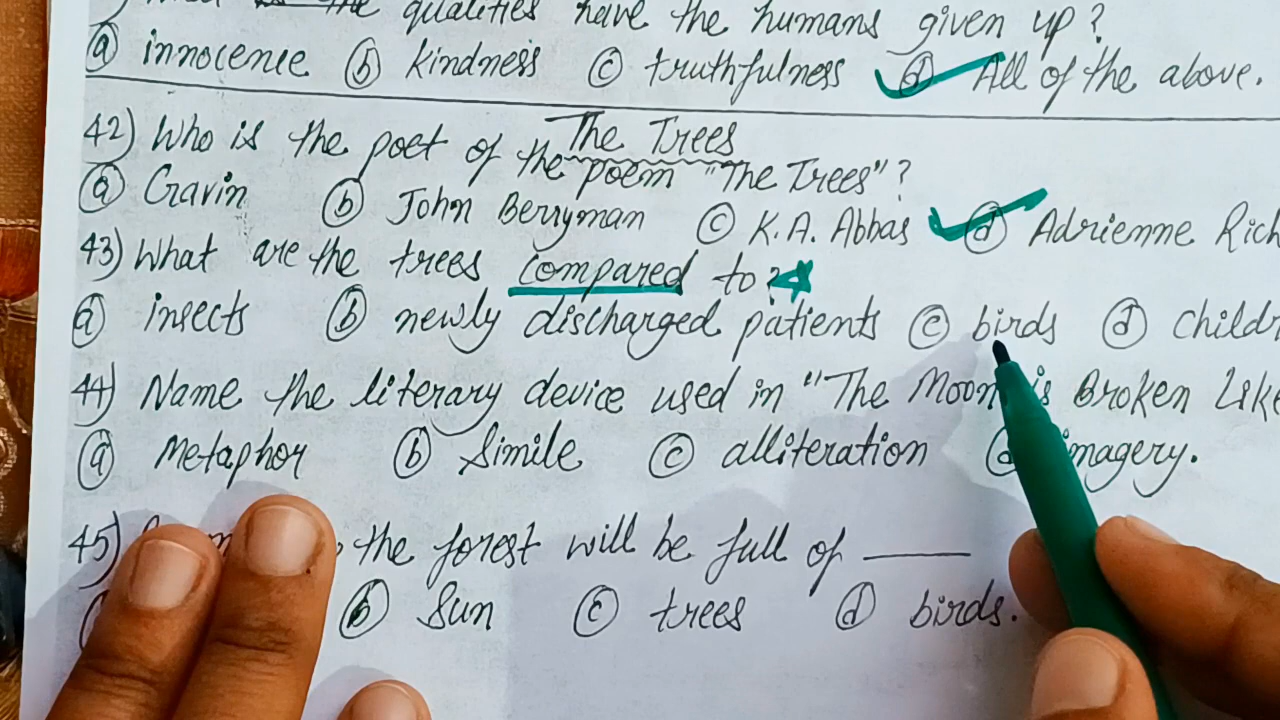 the qualities have the humans given up?
(a) innocence (b) kindness (c) truthfulness (d) All of the above.
The Trees
42) Who is the poet of the poem "The Trees"?
(a) Gavin (b) John Berryman (c) K.A. Abbas (d) Adrienne Rich
43) What are the trees compared to?
(a) insects (b) newly discharged patients (c) birds (d) Childr
44) Name the literary device used in "The Moon is Broken Like
(a) Metaphor (b) Simile (c) alliteration (d) imagery.
45) the forest will be full of ______
(b) Sun (c) trees (d) birds.